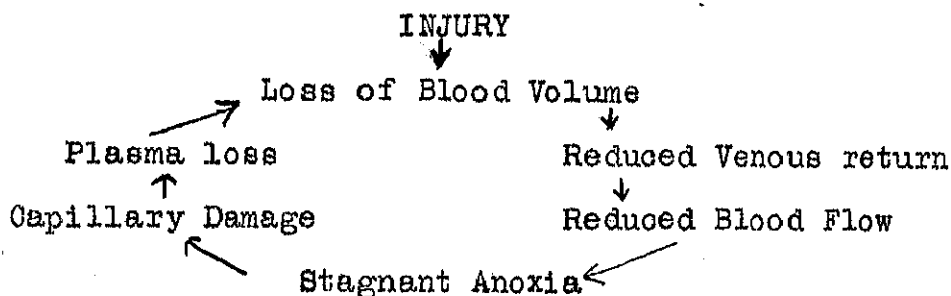 INJURY
Loss of Blood Volume
Plasma loss Reduced Venous return
Capillary Damage Reduced Blood Flow
Stagnant Anoxia